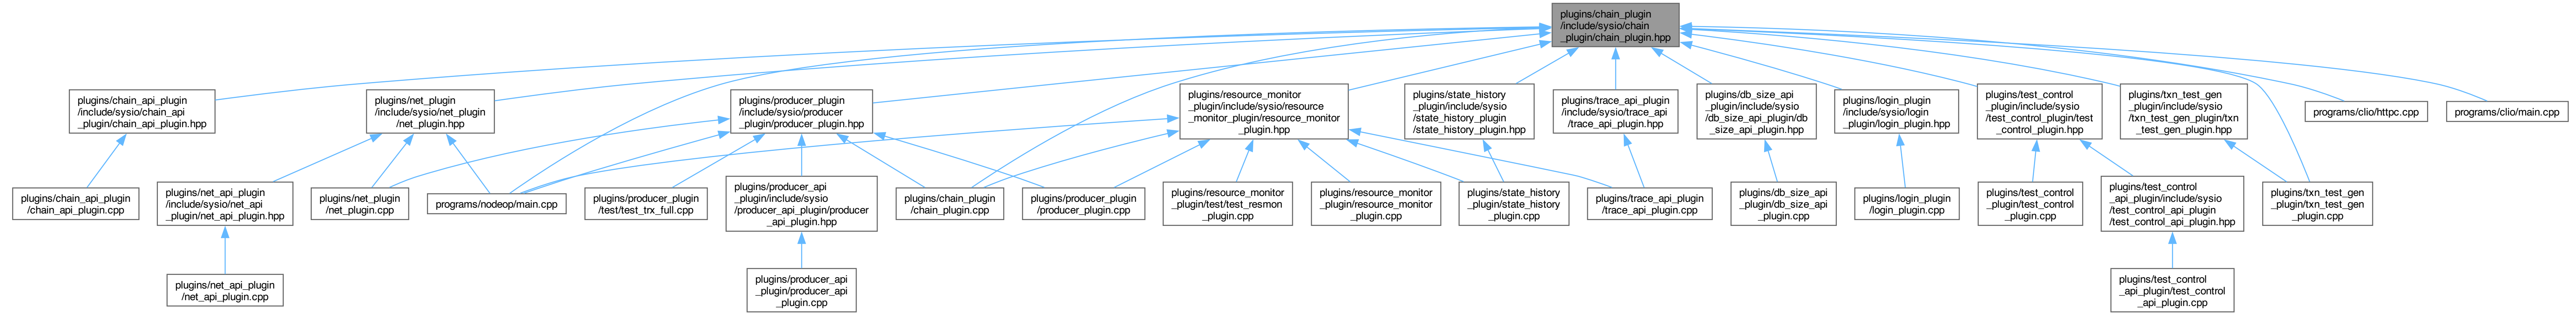 plugins/chain_plugin
/include/sysio/chain
_plugin/chain_plugin.hpp
plugins/chain_api_plugin
/include/sysio/chain_api
_plugin/chain_api_plugin.hpp
plugins/net_plugin
/include/sysio/net_plugin
/net_plugin.hpp
plugins/producer_plugin
/include/sysio/producer
_plugin/producer_plugin.hpp
plugins/resource_monitor
_plugin/include/sysio/resource
_monitor_plugin/resource_monitor
_plugin.hpp
plugins/state_history
_plugin/include/sysio
/state_history_plugin
/state_history_plugin.hpp
plugins/trace_api_plugin
/include/sysio/trace_api
/trace_api_plugin.hpp
plugins/db_size_api
_plugin/include/sysio
/db_size_api_plugin/db
_size_api_plugin.hpp
plugins/login_plugin
/include/sysio/login
_plugin/login_plugin.hpp
plugins/test_control
_plugin/include/sysio
/test_control_plugin/test
_control_plugin.hpp
plugins/txn_test_gen
_plugin/include/sysio
/txn_test_gen_plugin/txn
_test_gen_plugin.hpp
programs/clio/httpc.cpp
programs/clio/main.cpp
plugins/chain_api_plugin
/chain_api_plugin.cpp
plugins/net_api_plugin
/include/sysio/net_api
_plugin/net_api_plugin.hpp
plugins/net_plugin
/net_plugin.cpp
programs/nodeop/main.cpp
plugins/producer_plugin
/test/test_trx_full.cpp
plugins/producer_api
_plugin/include/sysio
/producer_api_plugin/producer
_api_plugin.hpp
plugins/chain_plugin
/chain_plugin.cpp
plugins/producer_plugin
/producer_plugin.cpp
plugins/resource_monitor
_plugin/test/test_resmon
_plugin.cpp
plugins/resource_monitor
_plugin/resource_monitor
_plugin.cpp
plugins/state_history
_plugin/state_history
_plugin.cpp
plugins/trace_api_plugin
/trace_api_plugin.cpp
plugins/db_size_api
_plugin/db_size_api
_plugin.cpp
plugins/login_plugin
/login_plugin.cpp
plugins/test_control
_plugin/test_control
_plugin.cpp
plugins/test_control
_api_plugin/include/sysio
/test_control_api_plugin
/test_control_api_plugin.hpp
plugins/txn_test_gen
_plugin/txn_test_gen
_plugin.cpp
plugins/net_api_plugin
/net_api_plugin.cpp
plugins/producer_api
_plugin/producer_api
_plugin.cpp
plugins/test_control
_api_plugin/test_control
_api_plugin.cpp